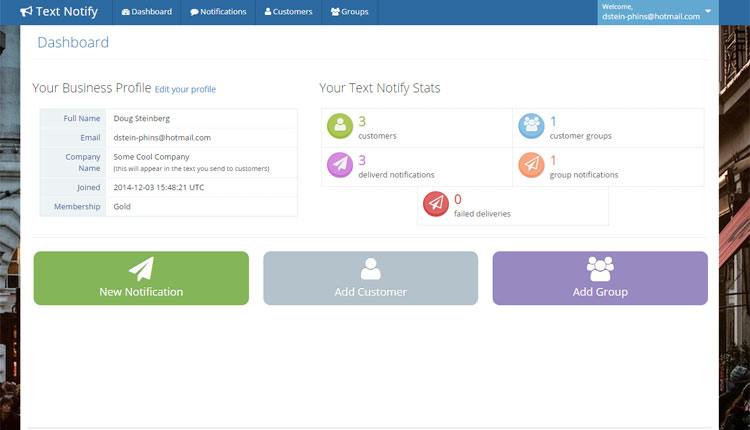 Text Notify Dashboard Notifications Customers Groups
Welcome,
dstein-phins@hotmail.com
Dashboard
Your Business Profile Edit your profile
Full Name Doug Steinberg
Email dstein-phins@hotmail.com
Company Name Some Cool Company
(this will appear in the text you send to customers)
Joined 2014-12-03 15:48:21 UTC
Membership Gold
Your Text Notify Stats
3
customers
1
customer groups
3
deliverd notifications
1
group notifications
0
failed deliveries
New Notification
Add Customer
Add Group